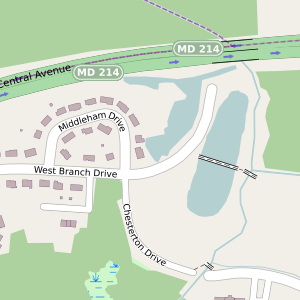 MD 214
Central Avenue
MD 214
Middleham Drive
West Branch Drive
Chesterton Drive